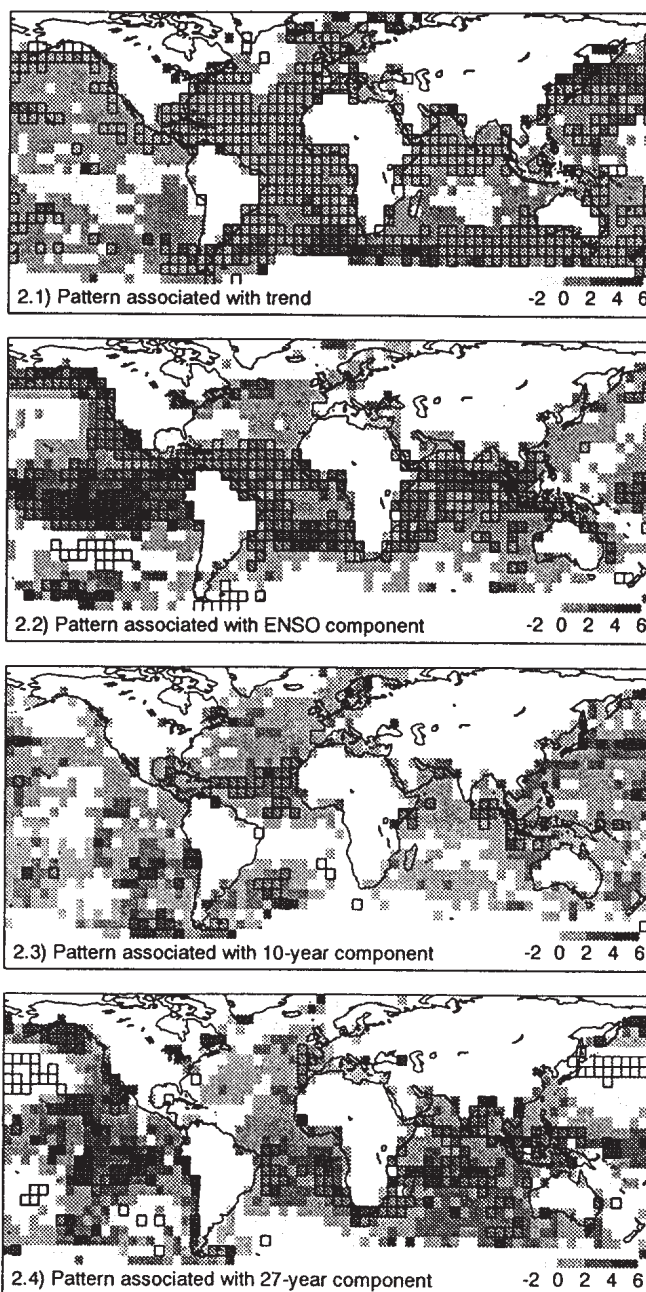 2.1) Pattern associated with trend
-2 0 2 4 6
2.2) Pattern associated with ENSO component
-2 0 2 4 6
2.3) Pattern associated with 10-year component
-2 0 2 4 6
2.4) Pattern associated with 27-year component
-2 0 2 4 6